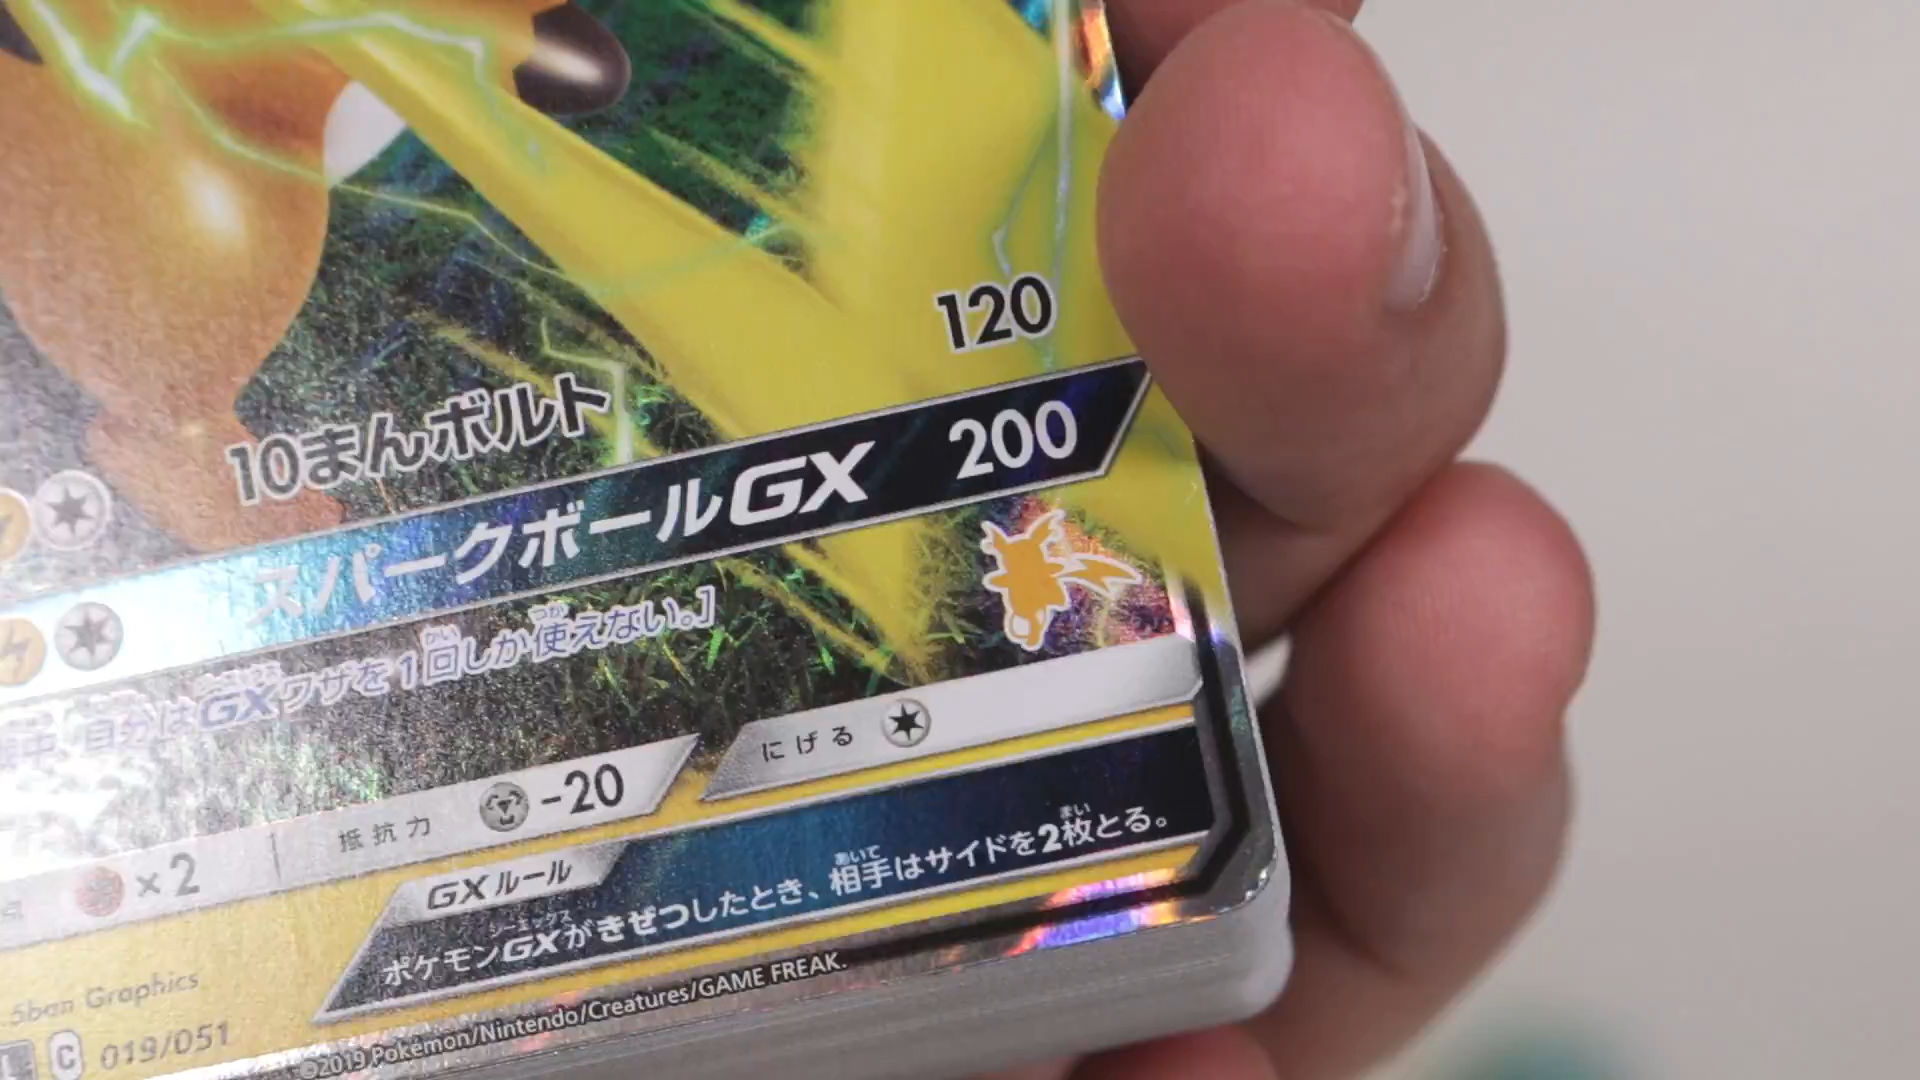 10まんボルト 120
スパークボールGX 200
自分はGXワザを1回しか使えない。］
×2 抵抗力 -20 にげる
GXルール
ポケモンGXがきぜつしたとき、相手はサイドを2枚とる。
5ban Graphics
C 019/051
©2019 Pokémon/Nintendo/Creatures/GAME FREAK.